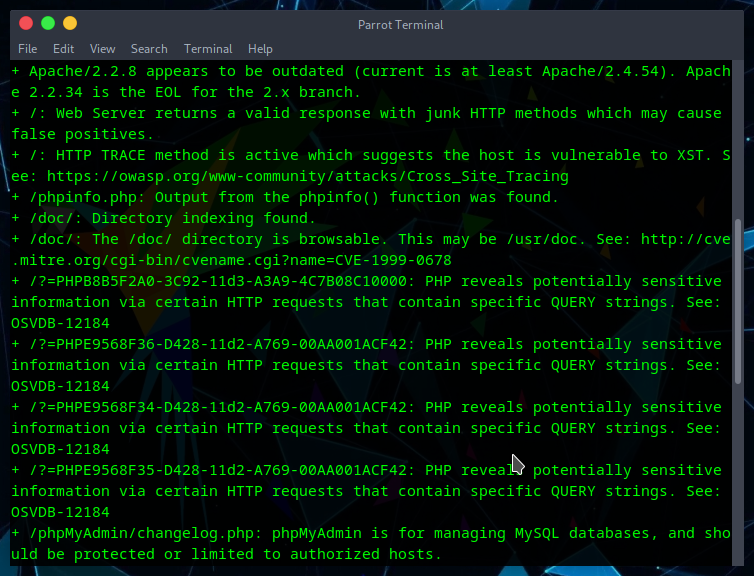 Parrot Terminal
File Edit View Search Terminal Help
+ Apache/2.2.8 appears to be outdated (current is at least Apache/2.4.54). Apach
e 2.2.34 is the EOL for the 2.x branch.
+ /: Web Server returns a valid response with junk HTTP methods which may cause
false positives.
+ /: HTTP TRACE method is active which suggests the host is vulnerable to XST. S
ee: https://owasp.org/www-community/attacks/Cross_Site_Tracing
+ /phpinfo.php: Output from the phpinfo() function was found.
+ /doc/: Directory indexing found.
+ /doc/: The /doc/ directory is browsable. This may be /usr/doc. See: http://cve
.mitre.org/cgi-bin/cvename.cgi?name=CVE-1999-0678
+ /?=PHPB8B5F2A0-3C92-11d3-A3A9-4C7B08C10000: PHP reveals potentially sensitive
information via certain HTTP requests that contain specific QUERY strings. See:
OSVDB-12184
+ /?=PHPE9568F36-D428-11d2-A769-00AA001ACF42: PHP reveals potentially sensitive
information via certain HTTP requests that contain specific QUERY strings. See:
OSVDB-12184
+ /?=PHPE9568F34-D428-11d2-A769-00AA001ACF42: PHP reveals potentially sensitive
information via certain HTTP requests that contain specific QUERY strings. See:
OSVDB-12184
+ /?=PHPE9568F35-D428-11d2-A769-00AA001ACF42: PHP reveals potentially sensitive
information via certain HTTP requests that contain specific QUERY strings. See:
OSVDB-12184
+ /phpMyAdmin/changelog.php: phpMyAdmin is for managing MySQL databases, and sho
uld be protected or limited to authorized hosts.